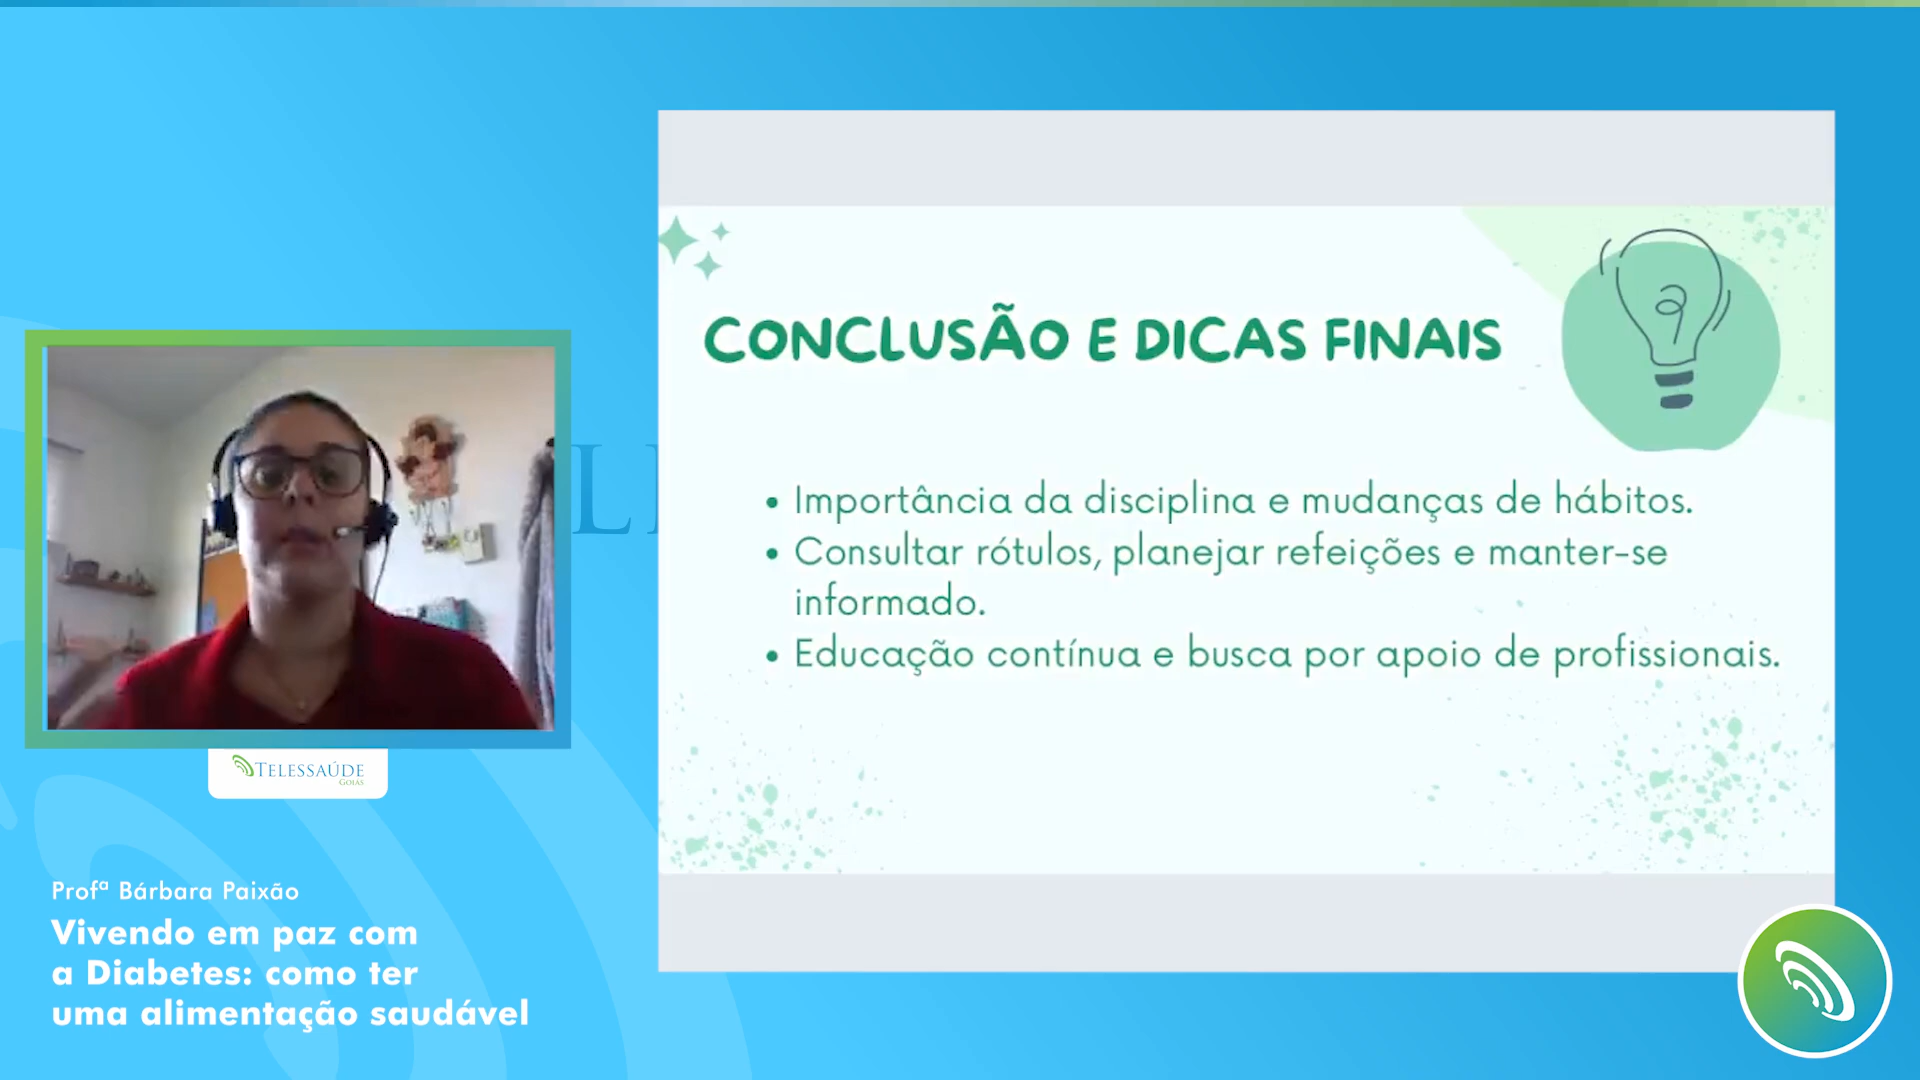 CONCLUSÃO E DICAS FINAIS
• Importância da disciplina e mudanças de hábitos.
• Consultar rótulos, planejar refeições e manter-se
informado.
• Educação contínua e busca por apoio de profissionais.
TELESSAÚDE
GOIÁS
Profª Bárbara Paixão
Vivendo em paz com
a Diabetes: como ter
uma alimentação saudável